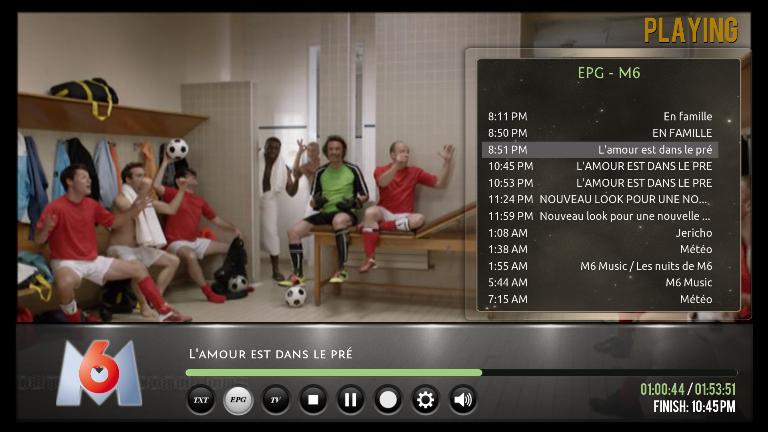 PLAYING
EPG - M6
8:11 PM En famille
8:50 PM EN FAMILLE
8:51 PM L'amour est dans le pré
10:45 PM L'AMOUR EST DANS LE PRE
10:53 PM L'AMOUR EST DANS LE PRE
11:24 PM NOUVEAU LOOK POUR UNE NO...
11:59 PM Nouveau look pour une nouvelle ...
1:08 AM Jericho
1:38 AM Météo
1:55 AM M6 Music / Les nuits de M6
5:44 AM M6 Music
7:15 AM Météo
M6
L'AMOUR EST DANS LE PRÉ
TXT EPG TV
01:00:44 / 01:53:51
FINISH: 10:45 PM